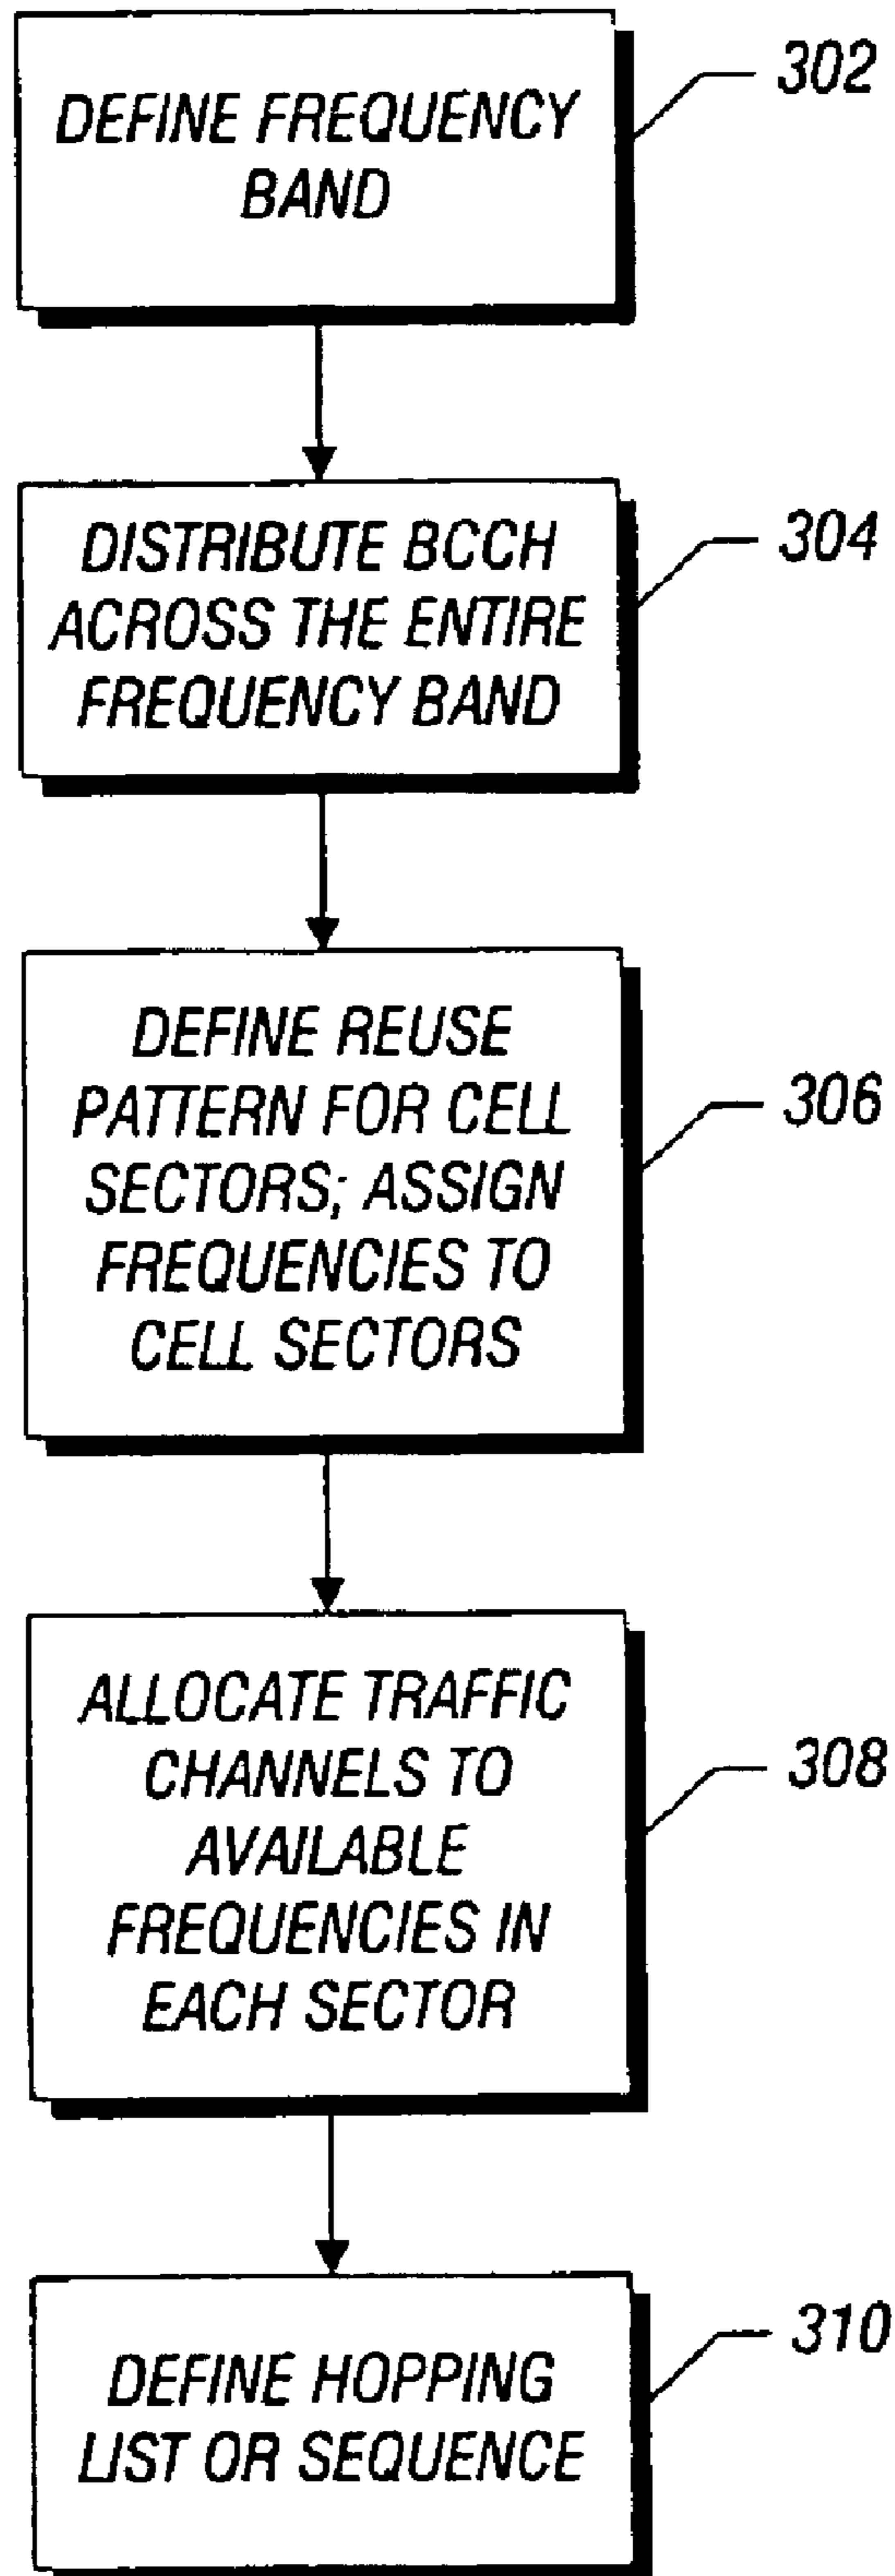 302
DEFINE FREQUENCY
BAND
304
DISTRIBUTE BCCH
ACROSS THE ENTIRE
FREQUENCY BAND
306
DEFINE REUSE
PATTERN FOR CELL
SECTORS; ASSIGN
FREQUENCIES TO
CELL SECTORS
308
ALLOCATE TRAFFIC
CHANNELS TO
AVAILABLE
FREQUENCIES IN
EACH SECTOR
310
DEFINE HOPPING
LIST OR SEQUENCE